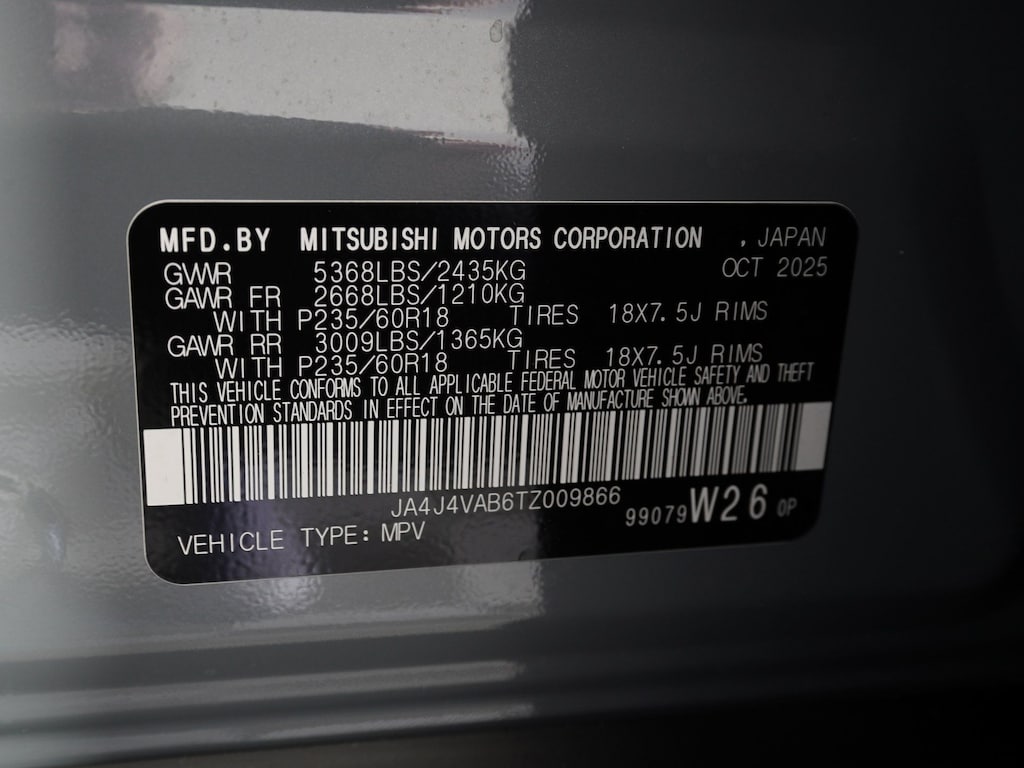 MFD.BY MITSUBISHI MOTORS CORPORATION , JAPAN
GVWR 5368LBS/2435KG OCT 2025
GAWR FR 2668LBS/1210KG
WITH P235/60R18 TIRES 18X7.5J RIMS
GAWR RR 3009LBS/1365KG
WITH P235/60R18 TIRES 18X7.5J RIMS
THIS VEHICLE CONFORMS TO ALL APPLICABLE FEDERAL MOTOR VEHICLE SAFETY AND THEFT
PREVENTION STANDARDS IN EFFECT ON THE DATE OF MANUFACTURE SHOWN ABOVE.
JA4J4VAB6TZ009866
99079 W26 0P
VEHICLE TYPE: MPV